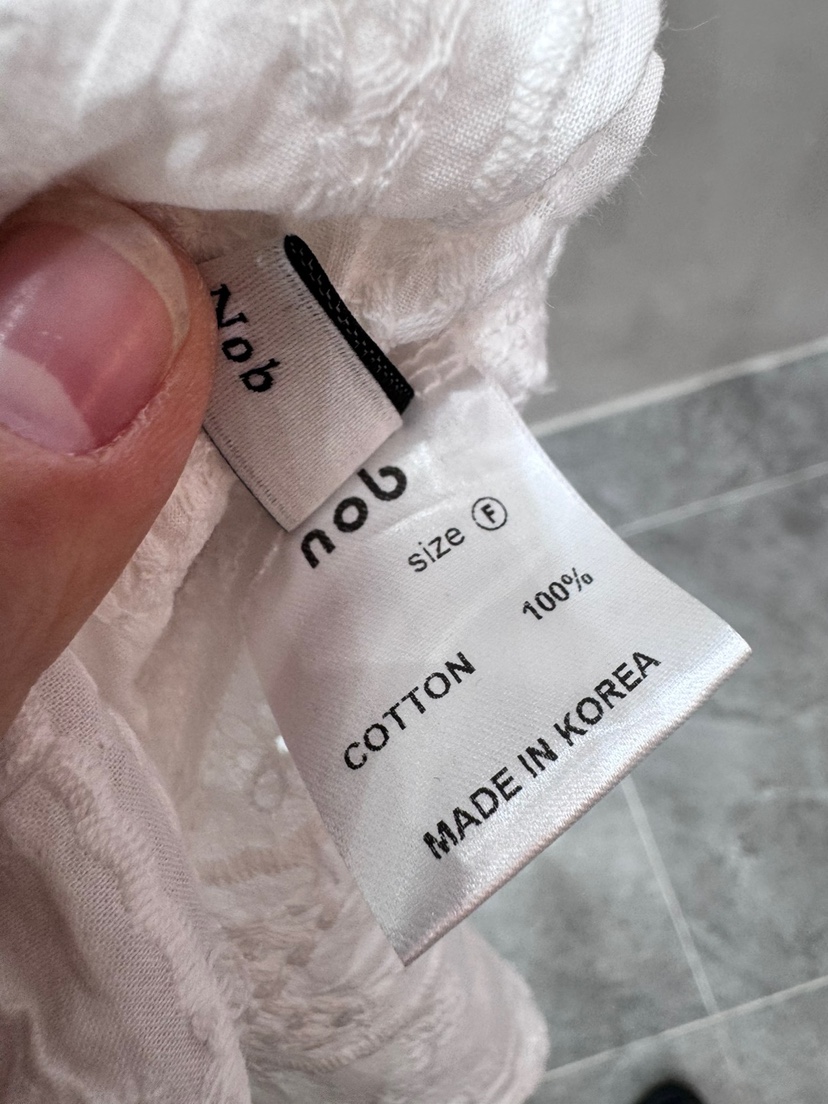 Nob
nob
size Ⓕ
100%
COTTON
MADE IN KOREA